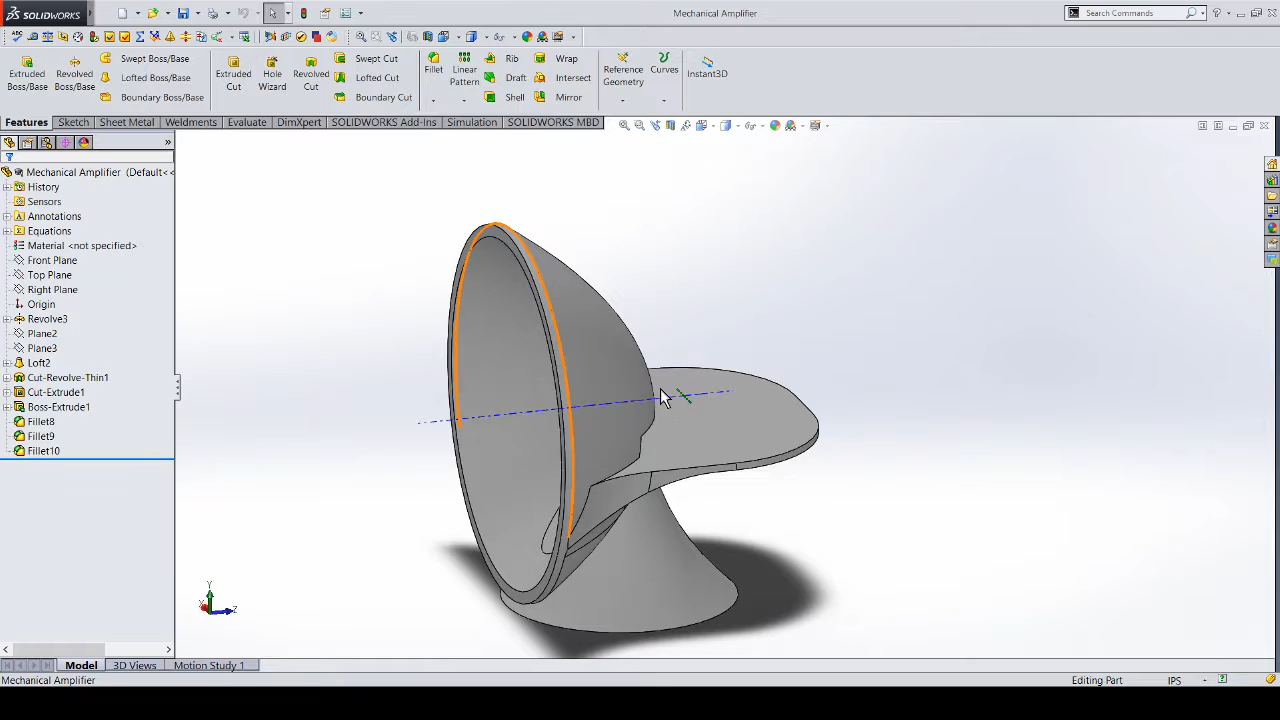 SOLIDWORKS
Mechanical Amplifier
Search Commands
Extruded Boss/Base
Revolved Boss/Base
Swept Boss/Base
Lofted Boss/Base
Boundary Boss/Base
Extruded Cut
Hole Wizard
Revolved Cut
Swept Cut
Lofted Cut
Boundary Cut
Fillet
Linear Pattern
Rib
Draft
Shell
Wrap
Intersect
Mirror
Reference Geometry
Curves
Instant3D
Features
Sketch
Sheet Metal
Weldments
Evaluate
DimXpert
SOLIDWORKS Add-Ins
Simulation
SOLIDWORKS MBD
Mechanical Amplifier (Default<<
History
Sensors
Annotations
Equations
Material <not specified>
Front Plane
Top Plane
Right Plane
Origin
Revolve3
Plane2
Plane3
Loft2
Cut-Revolve-Thin1
Cut-Extrude1
Boss-Extrude1
Fillet8
Fillet9
Fillet10
Y
X
Z
Model
3D Views
Motion Study 1
Mechanical Amplifier
Editing Part
IPS